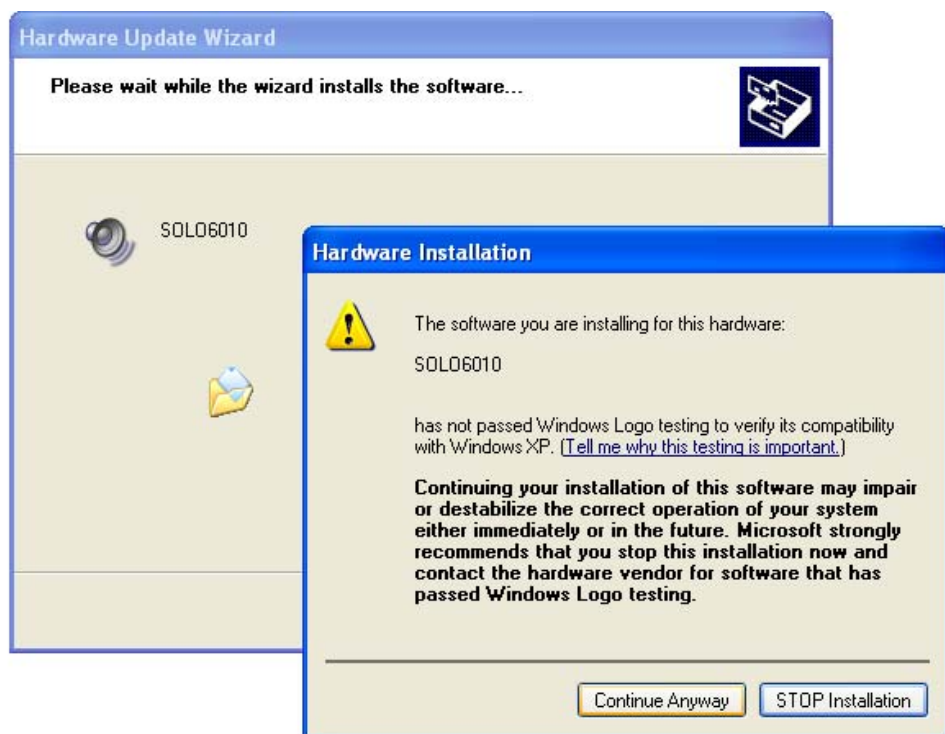 Hardware Update Wizard
Please wait while the wizard installs the software...
SOLO6010
Hardware Installation
The software you are installing for this hardware:
SOLO6010
has not passed Windows Logo testing to verify its compatibility
with Windows XP. (Tell me why this testing is important.)
Continuing your installation of this software may impair
or destabilize the correct operation of your system
either immediately or in the future. Microsoft strongly
recommends that you stop this installation now and
contact the hardware vendor for software that has
passed Windows Logo testing.
Continue Anyway
STOP Installation